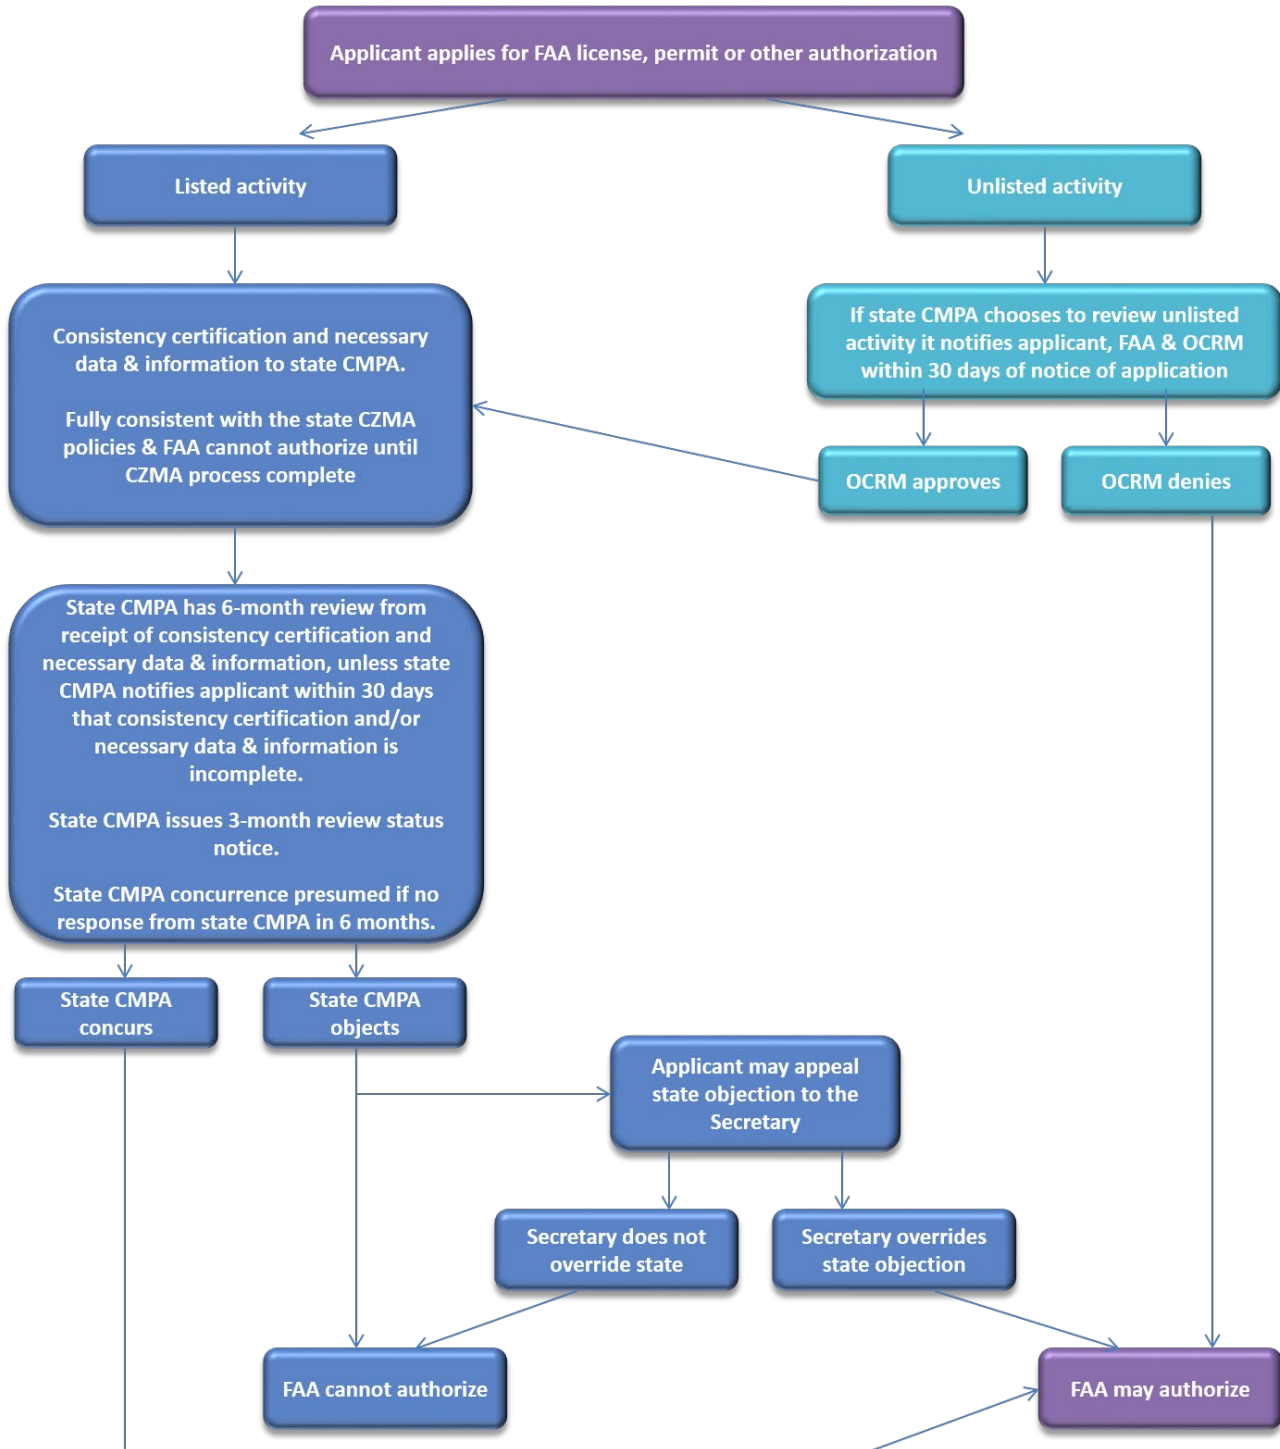 Applicant applies for FAA license, permit or other authorization
Listed activity
Unlisted activity
Consistency certification and necessary
data & information to state CMPA.
Fully consistent with the state CZMA
policies & FAA cannot authorize until
CZMA process complete
If state CMPA chooses to review unlisted
activity it notifies applicant, FAA & OCRM
within 30 days of notice of application
OCRM approves
OCRM denies
State CMPA has 6-month review from
receipt of consistency certification and
necessary data & information, unless state
CMPA notifies applicant within 30 days
that consistency certification and/or
necessary data & information is
incomplete.
State CMPA issues 3-month review status
notice.
State CMPA concurrence presumed if no
response from state CMPA in 6 months.
State CMPA
concurs
State CMPA
objects
Applicant may appeal
state objection to the
Secretary
Secretary does not
override state
Secretary overrides
state objection
FAA cannot authorize
FAA may authorize